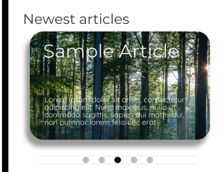 Newest articles
Sample Article
Lorem ipsum dolor sit amet, consectetur
adipiscing elit. Nunc maximus, nulla ut
commodo sagittis, sapien dui mattis dui,
non pulvinar lorem felis nec erat